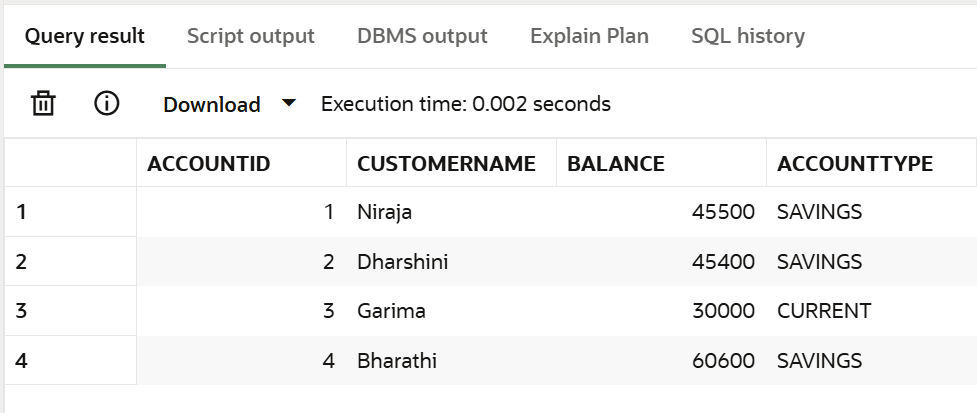 Query result Script output DBMS output Explain Plan SQL history
Download Execution time: 0.002 seconds
ACCOUNTID CUSTOMERNAME BALANCE ACCOUNTTYPE
1 1 Niraja 45500 SAVINGS
2 2 Dharshini 45400 SAVINGS
3 3 Garima 30000 CURRENT
4 4 Bharathi 60600 SAVINGS